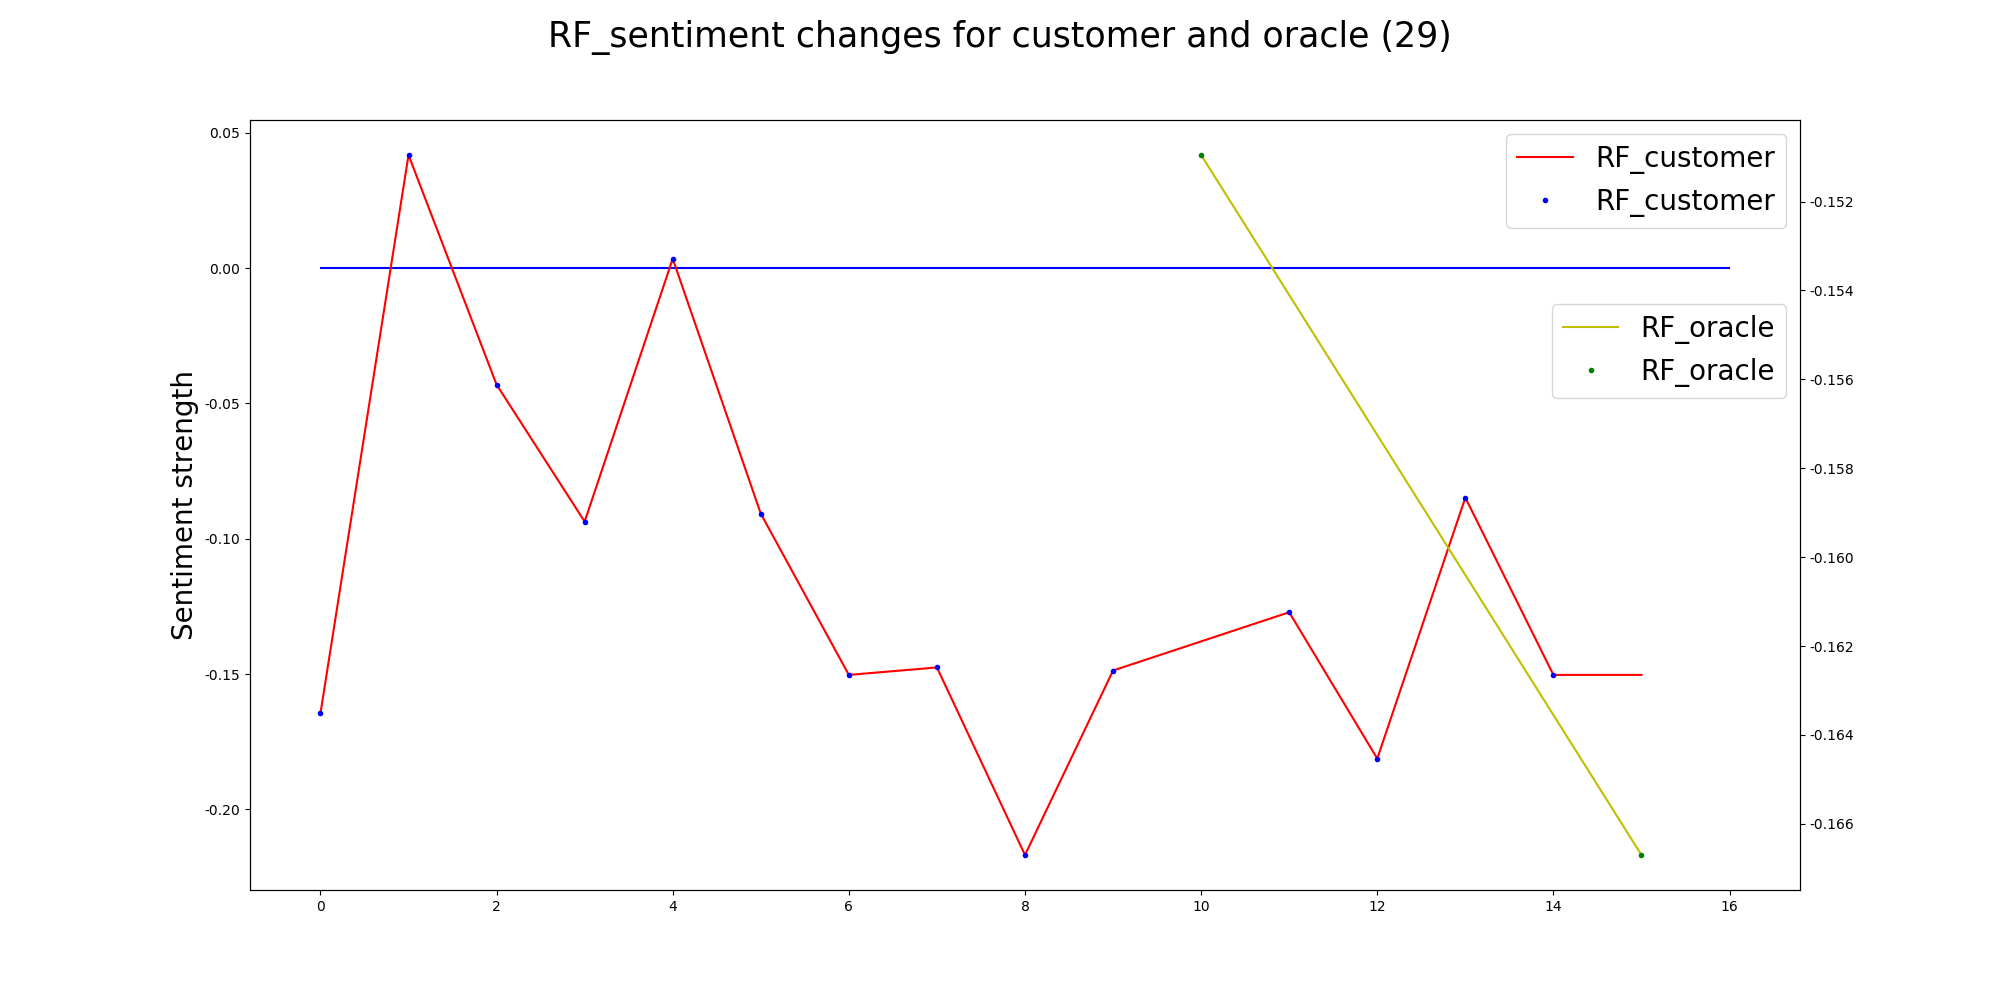 RF_sentiment changes for customer and oracle (29)
Sentiment strength
0.05
0.00
-0.05
-0.10
-0.15
-0.20
RF_customer
RF_customer
RF_oracle
RF_oracle
-0.152
-0.154
-0.156
-0.158
-0.160
-0.162
-0.164
-0.166
0 2 4 6 8 10 12 14 16